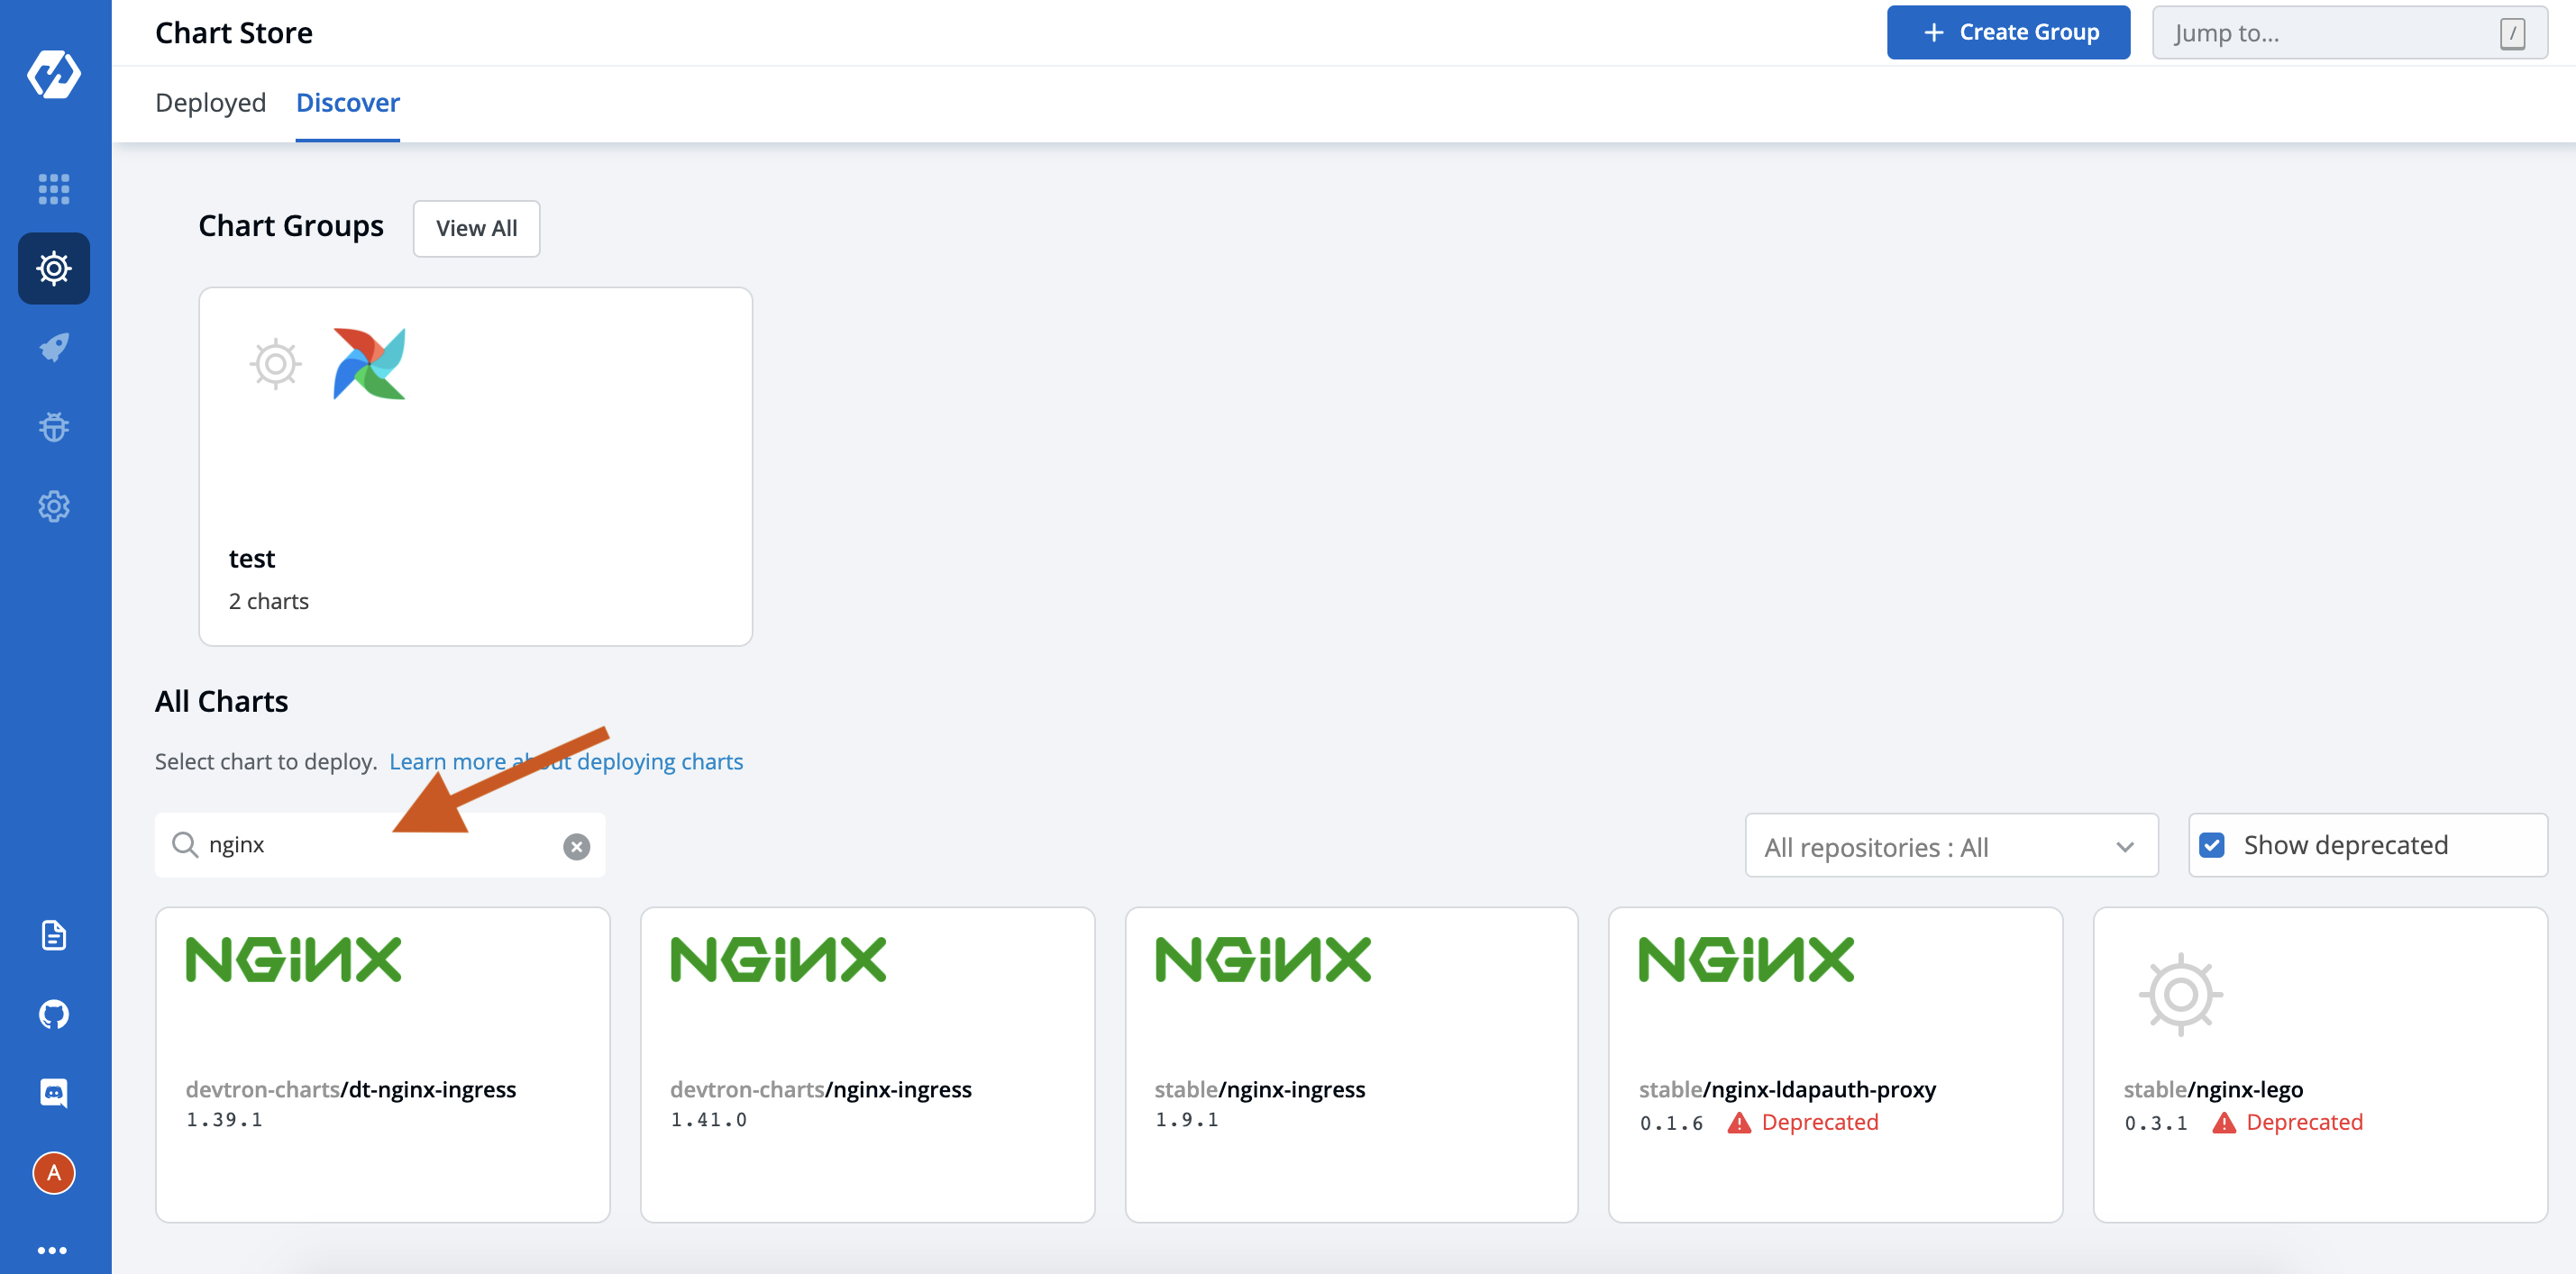 Chart Store
Create Group
Jump to...
/
Deployed
Discover
Chart Groups
View All
test
2 charts
All Charts
Select chart to deploy. Learn more about deploying charts
nginx
All repositories : All
Show deprecated
NGINX
NGINX
NGINX
NGINX
devtron-charts/dt-nginx-ingress
1.39.1
devtron-charts/nginx-ingress
1.41.0
stable/nginx-ingress
1.9.1
stable/nginx-ldapauth-proxy
0.1.6 Deprecated
stable/nginx-lego
0.3.1 Deprecated
A